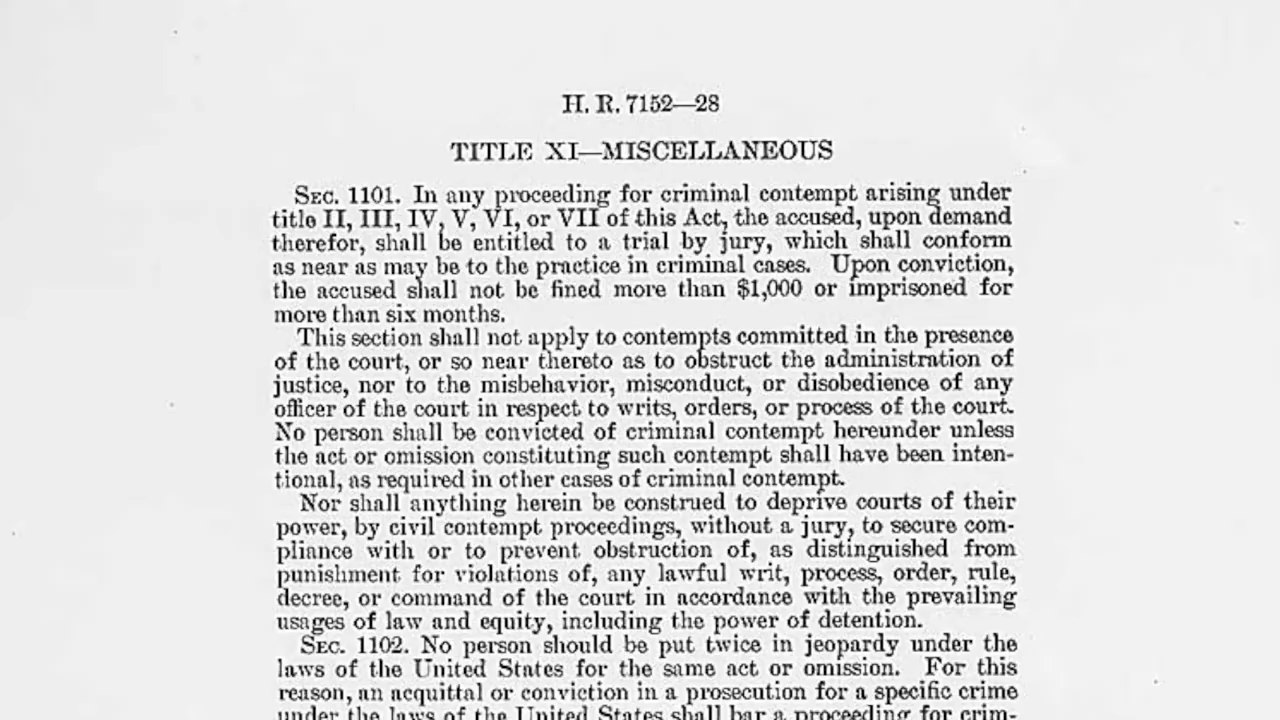 H. R. 7152—28
TITLE XI—MISCELLANEOUS
SEC. 1101. In any proceeding for criminal contempt arising under
title II, III, IV, V, VI, or VII of this Act, the accused, upon demand
therefor, shall be entitled to a trial by jury, which shall conform
as near as may be to the practice in criminal cases. Upon conviction,
the accused shall not be fined more than $1,000 or imprisoned for
more than six months.
This section shall not apply to contempts committed in the presence
of the court, or so near thereto as to obstruct the administration of
justice, nor to the misbehavior, misconduct, or disobedience of any
officer of the court in respect to writs, orders, or process of the court.
No person shall be convicted of criminal contempt hereunder unless
the act or omission constituting such contempt shall have been inten-
tional, as required in other cases of criminal contempt.
Nor shall anything herein be construed to deprive courts of their
power, by civil contempt proceedings, without a jury, to secure com-
pliance with or to prevent obstruction of, as distinguished from
punishment for violations of, any lawful writ, process, order, rule,
decree, or command of the court in accordance with the prevailing
usages of law and equity, including the power of detention.
SEC. 1102. No person should be put twice in jeopardy under the
laws of the United States for the same act or omission. For this
reason, an acquittal or conviction in a prosecution for a specific crime
under the laws of the United States shall bar a proceeding for crim-